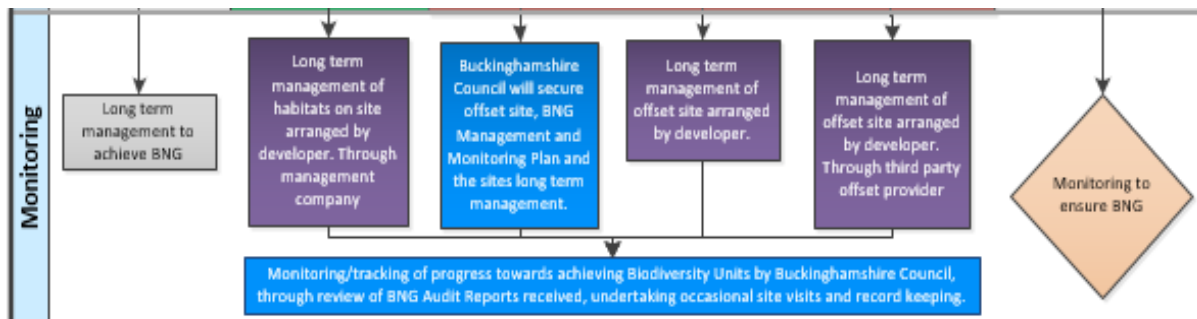 Monitoring
Long term
management to
achieve BNG
Long term
management of
habitats on site
arranged by
developer. Through
management
company
Buckinghamshire
Council will secure
offset site, BNG
Management and
Monitoring Plan and
the sites long term
management.
Long term
management of
offset site arranged
by developer.
Long term
management of
offset site arranged
by developer.
Through third party
offset provider
Monitoring to
ensure BNG
Monitoring/tracking of progress towards achieving Biodiversity Units by Buckinghamshire Council,
through review of BNG Audit Reports received, undertaking occasional site visits and record keeping.